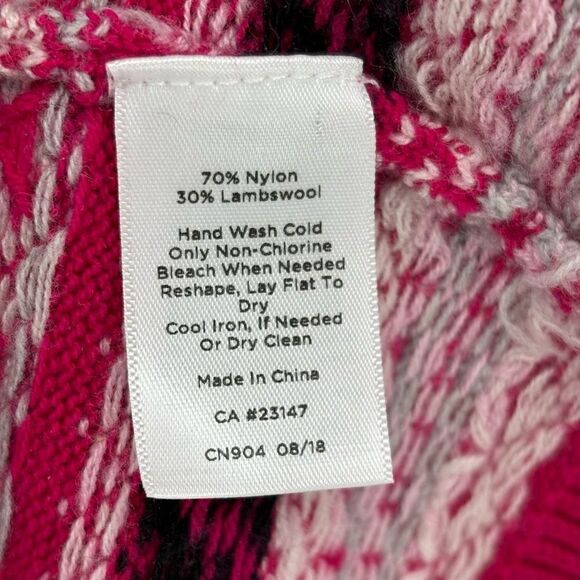 70% Nylon
30% Lambswool
Hand Wash Cold
Only Non-Chlorine
Bleach When Needed
Reshape, Lay Flat To
Dry
Cool Iron, If Needed
Or Dry Clean
Made In China
CA #23147
CN904 08/18